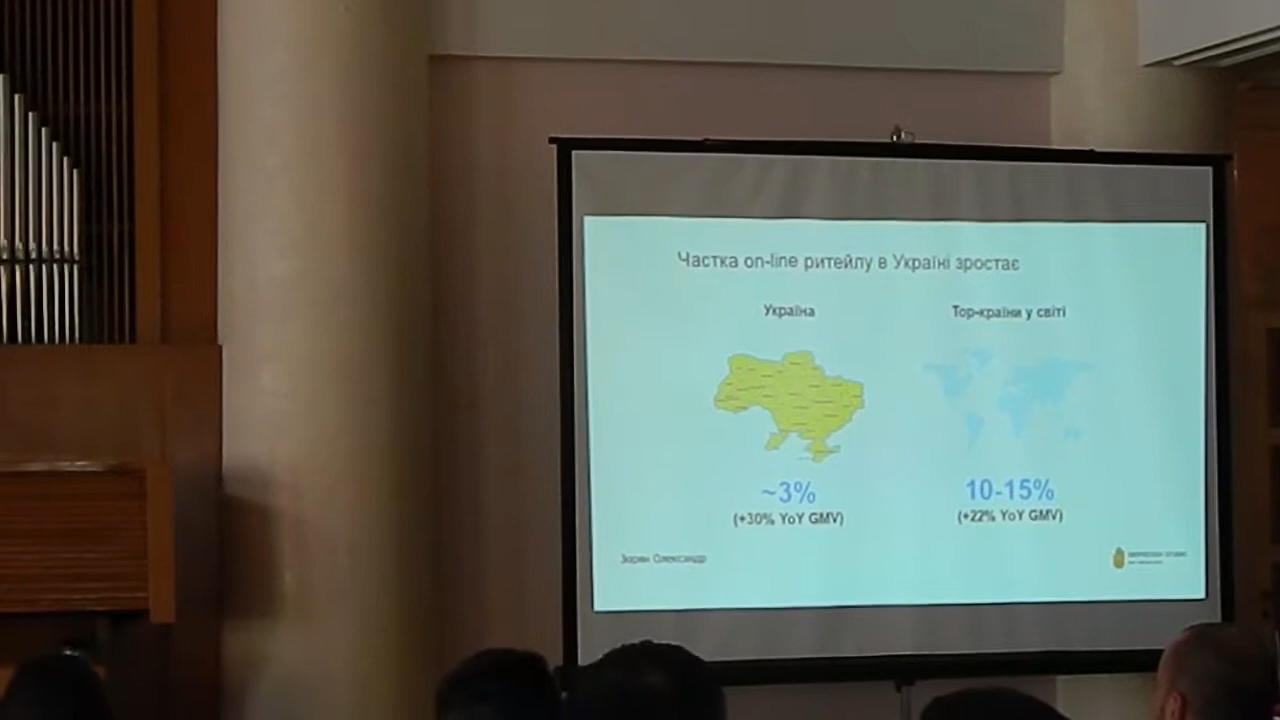 Частка on-line ритейлу в Україні зростає
Україна
Top-країни у світі
~3%
10-15%
(+30% YoY GMV)
(+22% YoY GMV)
Олександр